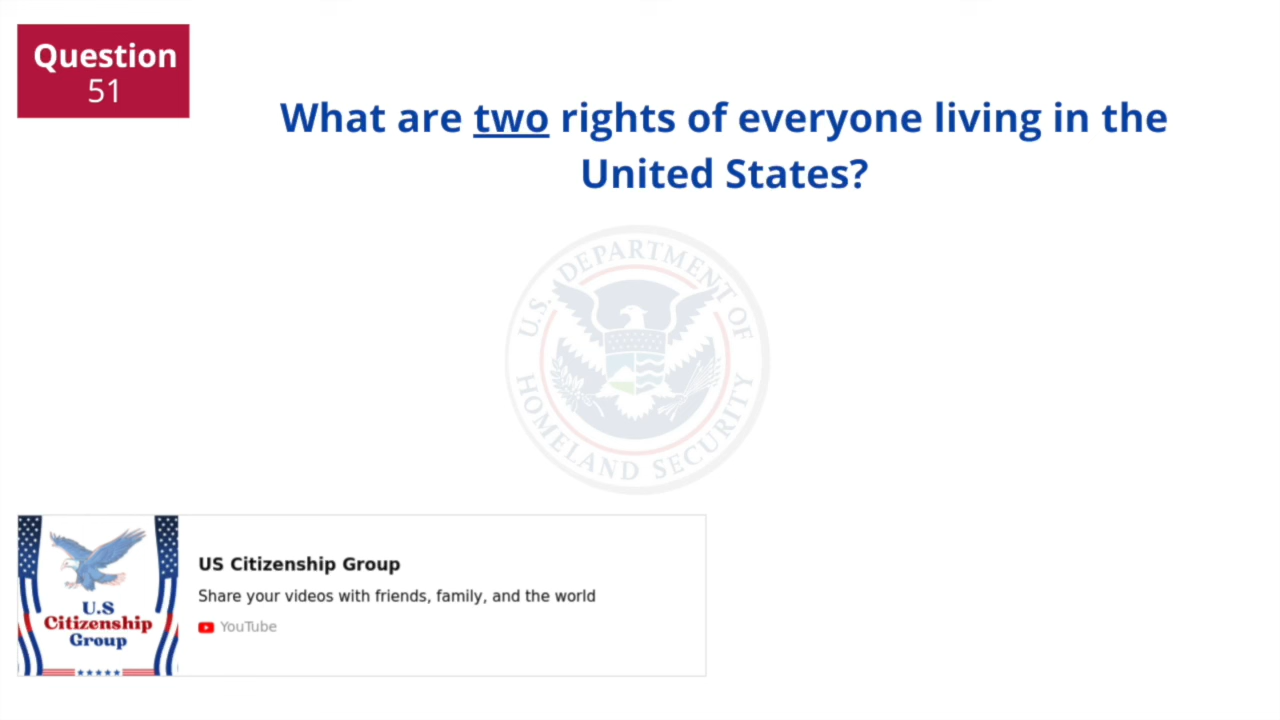 Question
51
What are two rights of everyone living in the
United States?
U.S. DEPARTMENT OF
HOMELAND SECURITY
U.S
Citizenship
Group
US Citizenship Group
Share your videos with friends, family, and the world
YouTube